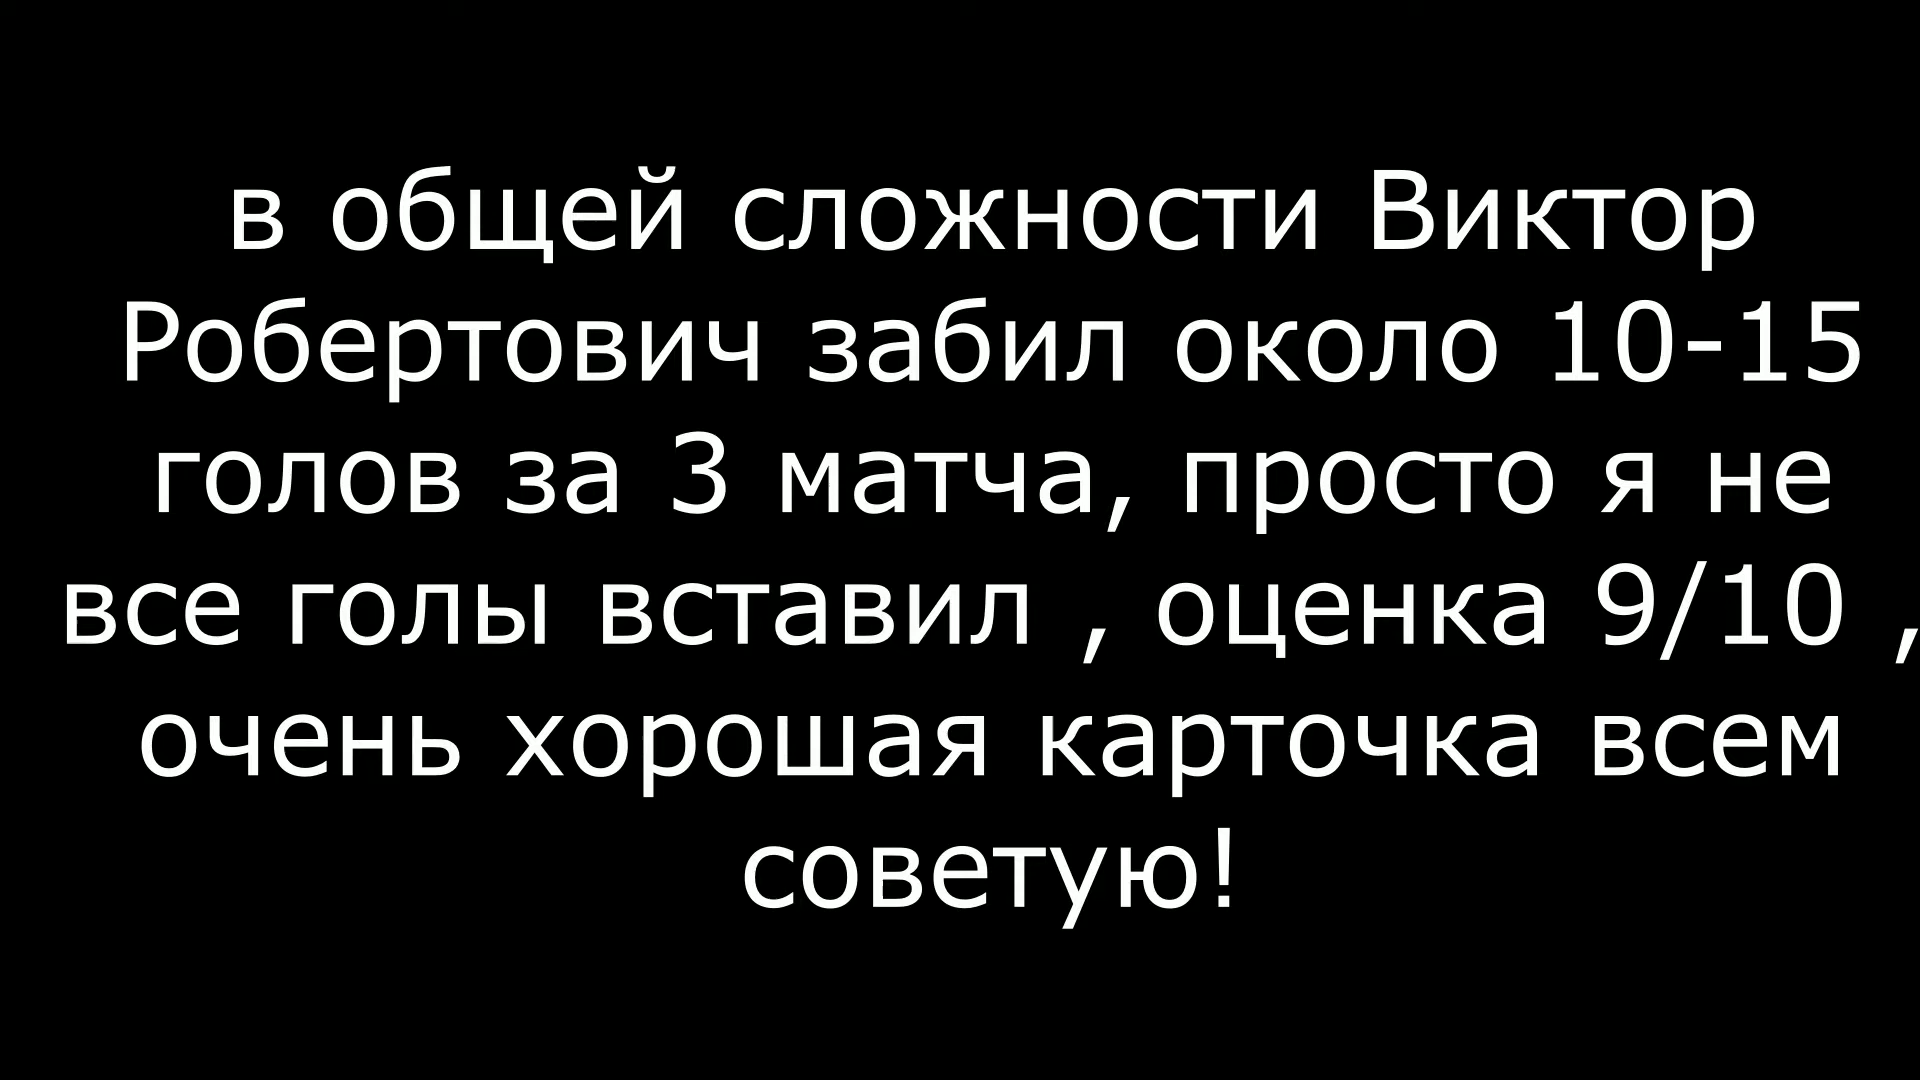 в общей сложности Виктор
Робертович забил около 10-15
голов за 3 матча, просто я не
все голы вставил , оценка 9/10 ,
очень хорошая карточка всем
советую!